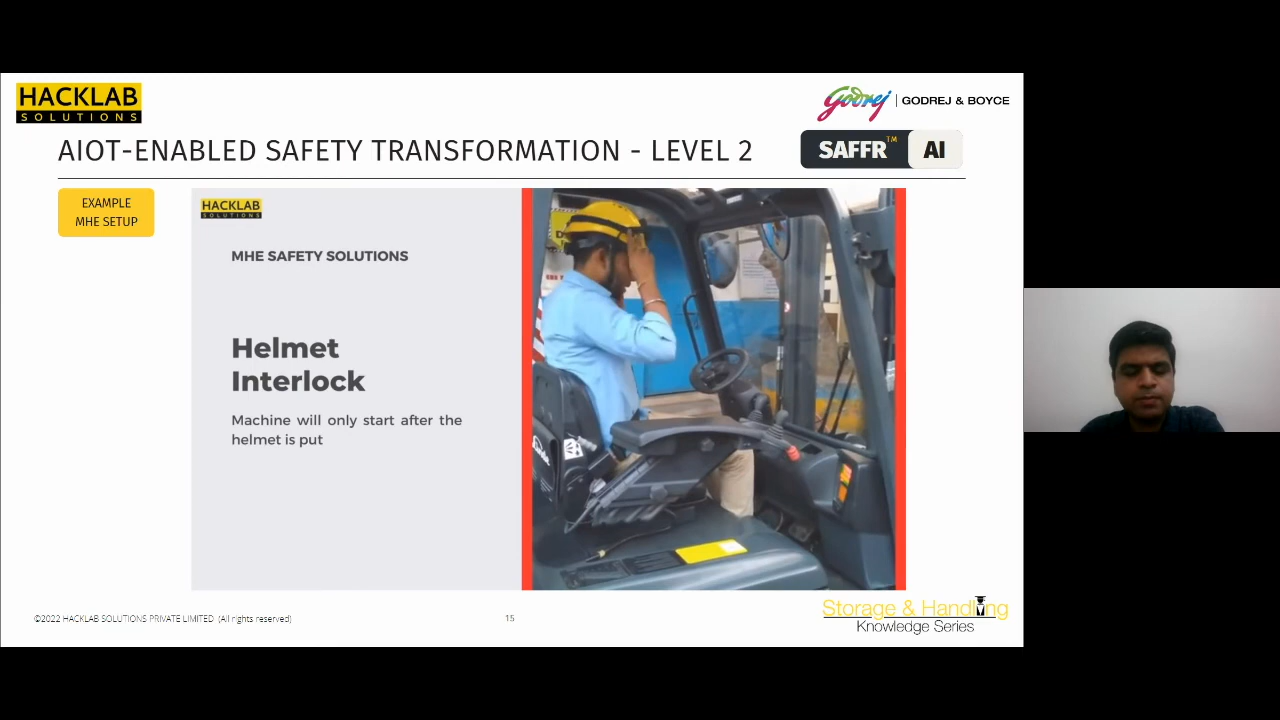 HACKLAB
SOLUTIONS
Godrej | GODREJ & BOYCE
AIOT-ENABLED SAFETY TRANSFORMATION - LEVEL 2
SAFFR™ AI
EXAMPLE
MHE SETUP
HACKLAB
SOLUTIONS
MHE SAFETY SOLUTIONS
Helmet
Interlock
Machine will only start after the
helmet is put
©2022 HACKLAB SOLUTIONS PRIVATE LIMITED (All rights reserved)
15
Storage & Handling
Knowledge Series